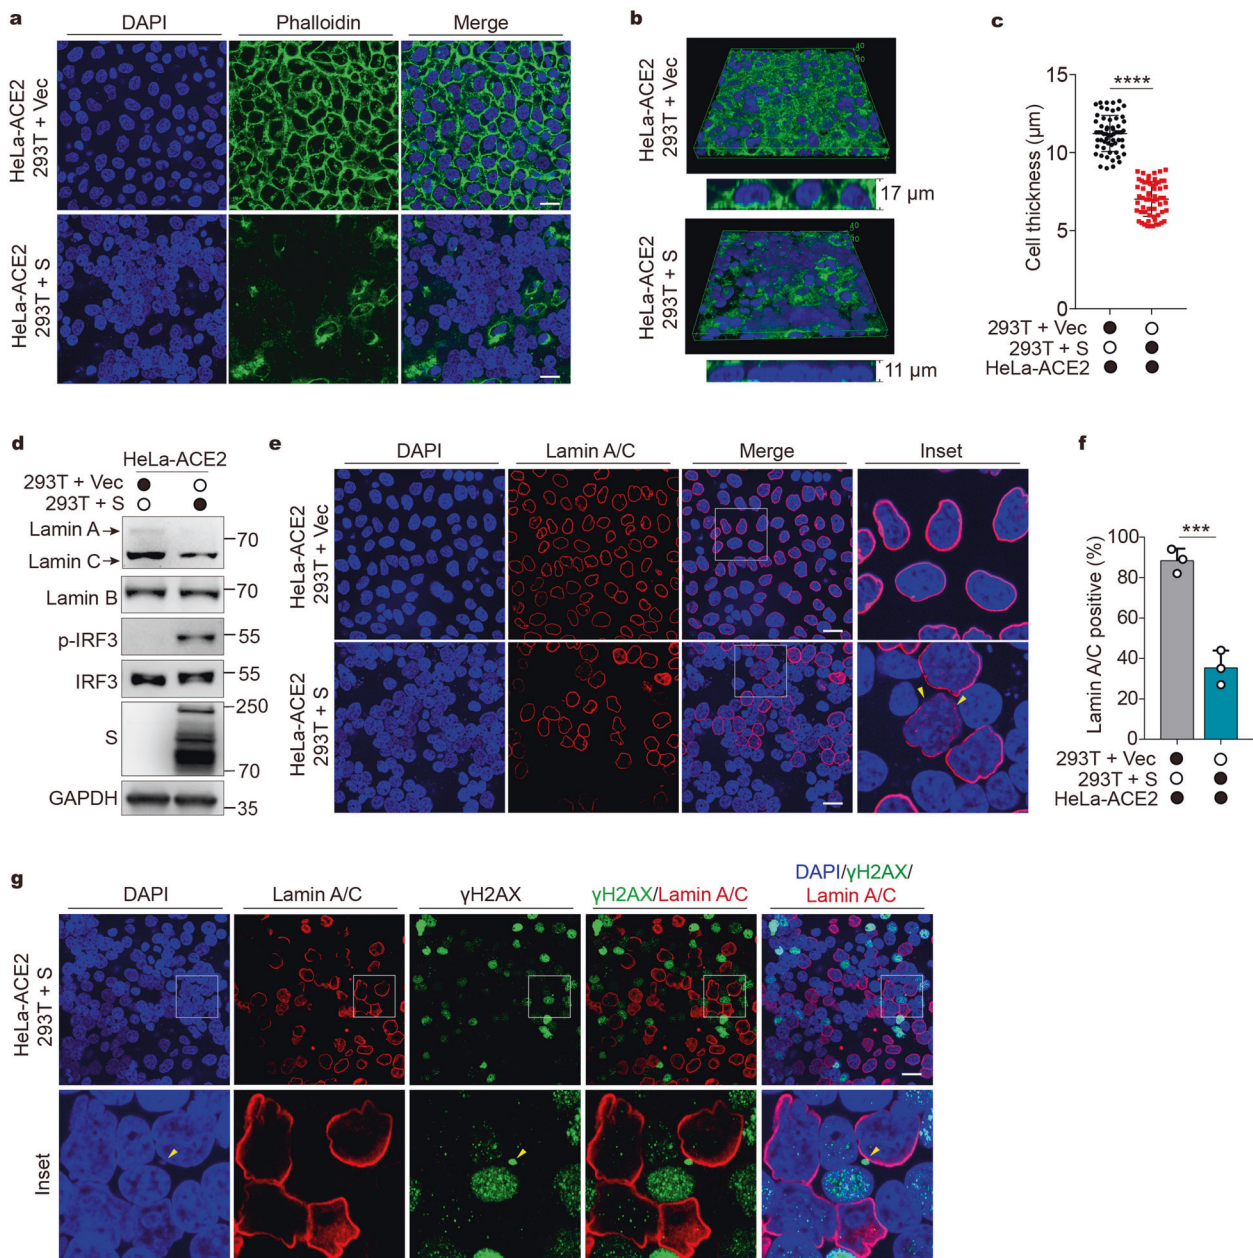 a
DAPI
Phalloidin
Merge
HeLa-ACE2
293T + Vec
HeLa-ACE2
293T + S
b
HeLa-ACE2
293T + Vec
17 μm
HeLa-ACE2
293T + S
11 μm
c
****
Cell thickness (μm)
15
10
5
0
293T + Vec
293T + S
HeLa-ACE2
d
HeLa-ACE2
293T + Vec
293T + S
Lamin A
70
Lamin C
Lamin B
70
p-IRF3
55
IRF3
55
250
S
70
GAPDH
35
e
DAPI
Lamin A/C
Merge
Inset
HeLa-ACE2
293T + Vec
HeLa-ACE2
293T + S
f
***
Lamin A/C positive (%)
100
80
60
40
20
0
293T + Vec
293T + S
HeLa-ACE2
g
DAPI
Lamin A/C
γH2AX
γH2AX/Lamin A/C
DAPI/γH2AX/
Lamin A/C
HeLa-ACE2
293T + S
Inset